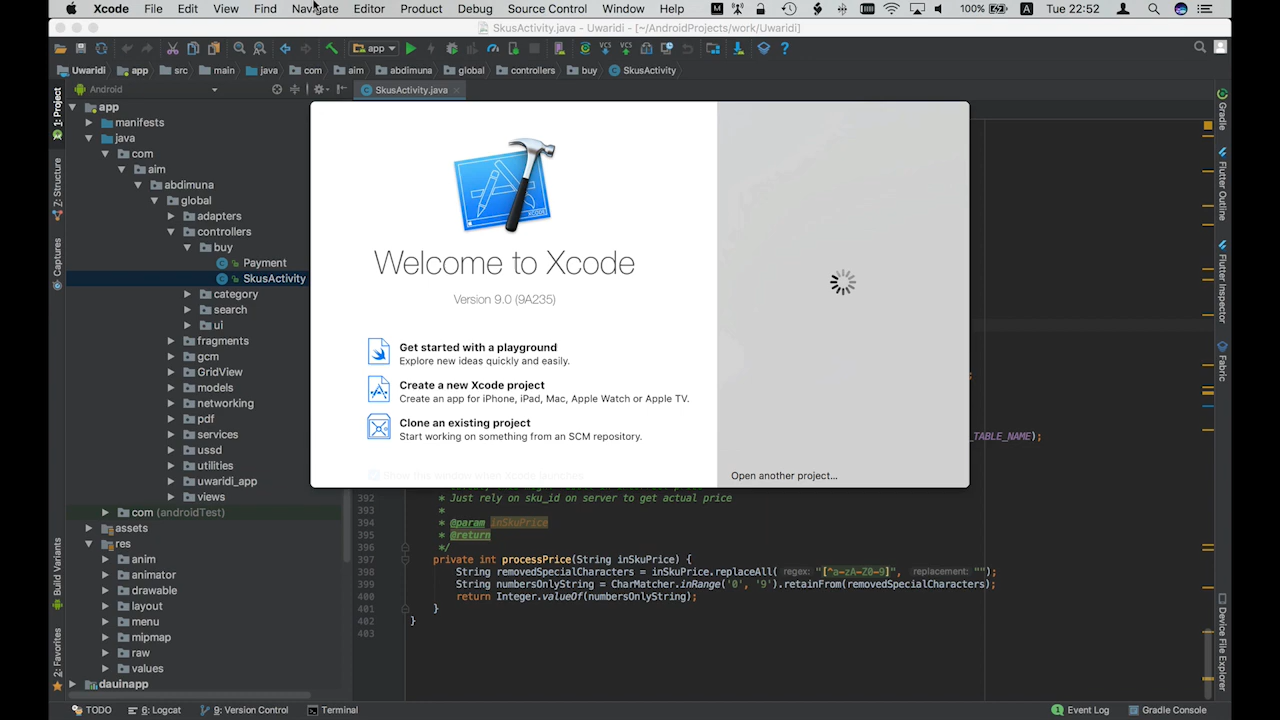 Xcode File Edit View Find Navigate Editor Product Debug Source Control Window Help 100% A Tue 22:52
SkusActivity.java - Uwaridi - [~/AndroidProjects/work/Uwaridi]
app
Uwaridi app src main java com aim abdimuna global controllers buy SkusActivity
Android
SkusActivity.java
1: Project
Z: Structure
Captures
Build Variants
2: Favorites
app
manifests
java
com
aim
abdimuna
global
adapters
controllers
buy
Payment
SkusActivity
category
search
ui
fragments
gcm
GridView
models
networking
pdf
services
ussd
utilities
uwaridi_app
views
com (androidTest)
assets
res
anim
animator
drawable
layout
menu
mipmap
raw
values
dauinapp
Welcome to Xcode
Version 9.0 (9A235)
Get started with a playground
Explore new ideas quickly and easily.
Create a new Xcode project
Create an app for iPhone, iPad, Mac, Apple Watch or Apple TV.
Clone an existing project
Start working on something from an SCM repository.
Show this window when Xcode launches
Open another project...
_TABLE_NAME);
392 * Just rely on sku_id on server to get actual price
393 *
394 * @param inSkuPrice
395 * @return
396 */
397 private int processPrice(String inSkuPrice) {
398 String removedSpecialCharacters = inSkuPrice.replaceAll( regex: "[^a-zA-Z0-9]", replacement: "");
399 String numbersOnlyString = CharMatcher.inRange('0', '9').retainFrom(removedSpecialCharacters);
400 return Integer.valueOf(numbersOnlyString);
401 }
402 }
403
Gradle
Flutter Outline
Flutter Inspector
Fabric
Device File Explorer
TODO 6: Logcat 9: Version Control Terminal 1 Event Log Gradle Console